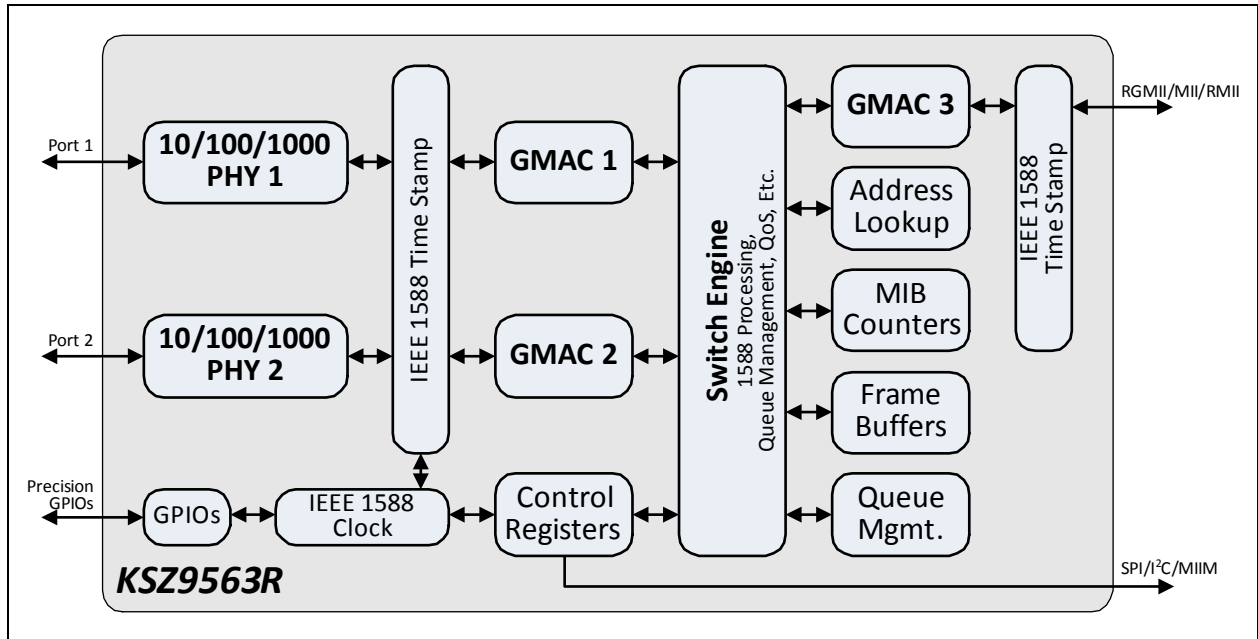 Port 1
10/100/1000
PHY 1
IEEE 1588 Time Stamp
GMAC 1
Switch Engine
1588 Processing,
Queue Management, QoS, Etc.
GMAC 3
IEEE 1588
Time Stamp
RGMII/MII/RMII
Address
Lookup
MIB
Counters
Port 2
10/100/1000
PHY 2
GMAC 2
Frame
Buffers
Precision
GPIOs
GPIOs
IEEE 1588
Clock
Control
Registers
Queue
Mgmt.
KSZ9563R
SPI/I²C/MIIM